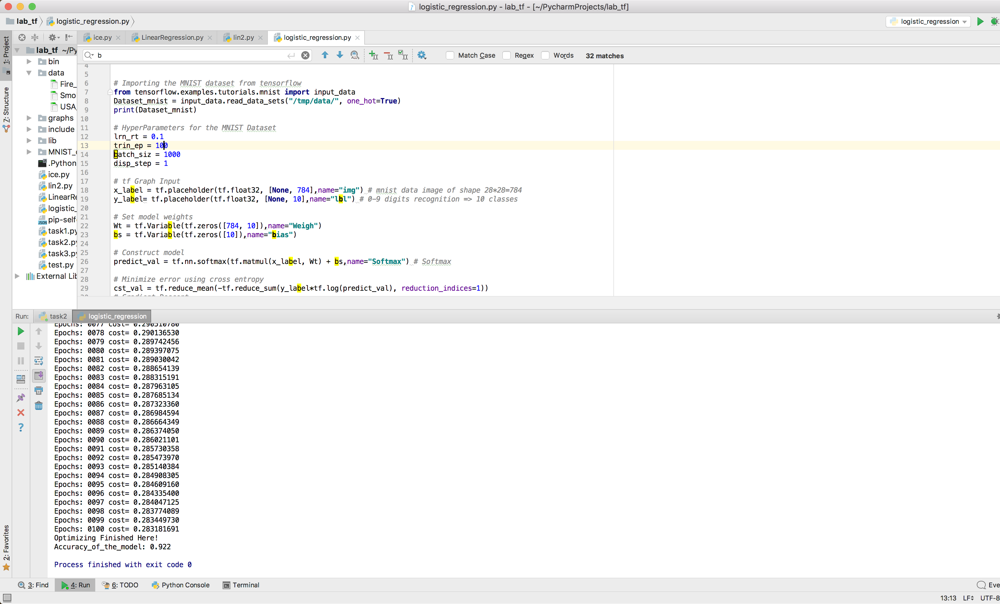 logistic_regression.py - lab_tf - [~/PycharmProjects/lab_tf]
lab_tf logistic_regression.py
logistic_regression
1: Project
7: Structure
2: Favorites
ice.py LinearRegression.py lin2.py logistic_regression.py
lab_tf ~/Py
bin
data
Fire_
Smo
USA_
graphs
include
lib
MNIST_
.Python
ice.py
lin2.py
LinearRe
logistic_
pip-self
task1.py
task2.py
task3.py
test.py
External Lib
b
Match Case Regex Words 32 matches
4
5
6 # Importing the MNIST dataset from tensorflow
7 from tensorflow.examples.tutorials.mnist import input_data
8 Dataset_mnist = input_data.read_data_sets("/tmp/data/", one_hot=True)
9 print(Dataset_mnist)
10
11 # HyperParameters for the MNIST Dataset
12 lrn_rt = 0.1
13 trin_ep = 100
14 batch_siz = 1000
15 disp_step = 1
16
17 # tf Graph Input
18 x_label = tf.placeholder(tf.float32, [None, 784],name="img") # mnist data image of shape 28*28=784
19 y_label= tf.placeholder(tf.float32, [None, 10],name="lbl") # 0-9 digits recognition => 10 classes
20
21 # Set model weights
22 Wt = tf.Variable(tf.zeros([784, 10]),name="Weigh")
23 bs = tf.Variable(tf.zeros([10]),name="bias")
24
25 # Construct model
26 predict_val = tf.nn.softmax(tf.matmul(x_label, Wt) + bs,name="Softmax") # Softmax
27
28 # Minimize error using cross entropy
29 cst_val = tf.reduce_mean(-tf.reduce_sum(y_label*tf.log(predict_val), reduction_indices=1))
30 # Gradient Descent
Run: task2 logistic_regression
Epochs: 0077 cost= 0.290510780
Epochs: 0078 cost= 0.290136530
Epochs: 0079 cost= 0.289742456
Epochs: 0080 cost= 0.289397075
Epochs: 0081 cost= 0.289030042
Epochs: 0082 cost= 0.288654139
Epochs: 0083 cost= 0.288315191
Epochs: 0084 cost= 0.287963105
Epochs: 0085 cost= 0.287685134
Epochs: 0086 cost= 0.287323360
Epochs: 0087 cost= 0.286984594
Epochs: 0088 cost= 0.286664349
Epochs: 0089 cost= 0.286374050
Epochs: 0090 cost= 0.286021101
Epochs: 0091 cost= 0.285730358
Epochs: 0092 cost= 0.285473970
Epochs: 0093 cost= 0.285140384
Epochs: 0094 cost= 0.284908305
Epochs: 0095 cost= 0.284609160
Epochs: 0096 cost= 0.284335400
Epochs: 0097 cost= 0.284047125
Epochs: 0098 cost= 0.283774089
Epochs: 0099 cost= 0.283449730
Epochs: 0100 cost= 0.283181691
Optimizing Finished Here!
Accuracy_of_the_model: 0.922
Process finished with exit code 0
3: Find 4: Run 6: TODO Python Console Terminal Eve
13:13 LF UTF-8